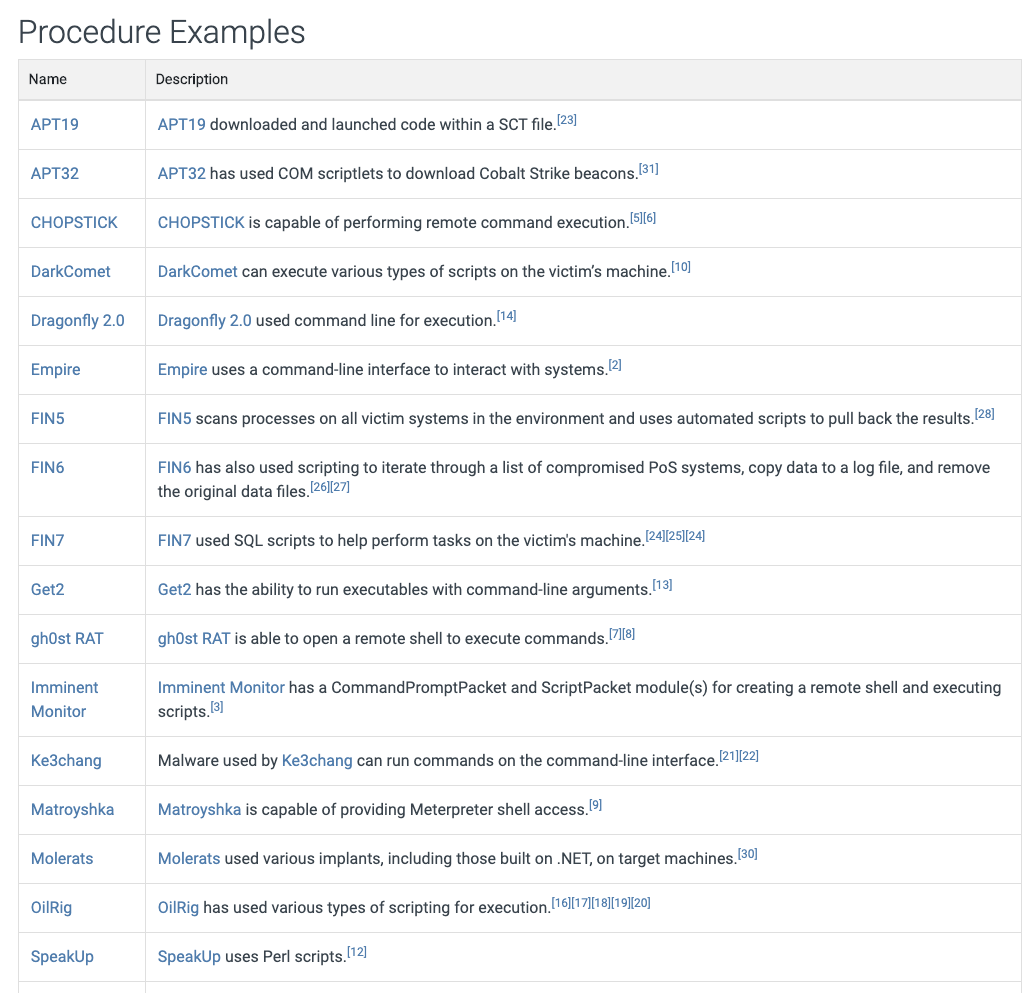 Procedure Examples
Name Description
APT19 APT19 downloaded and launched code within a SCT file.[23]
APT32 APT32 has used COM scriptlets to download Cobalt Strike beacons.[31]
CHOPSTICK CHOPSTICK is capable of performing remote command execution.[5][6]
DarkComet DarkComet can execute various types of scripts on the victim’s machine.[10]
Dragonfly 2.0 Dragonfly 2.0 used command line for execution.[14]
Empire Empire uses a command-line interface to interact with systems.[2]
FIN5 FIN5 scans processes on all victim systems in the environment and uses automated scripts to pull back the results.[28]
FIN6 FIN6 has also used scripting to iterate through a list of compromised PoS systems, copy data to a log file, and remove
the original data files.[26][27]
FIN7 FIN7 used SQL scripts to help perform tasks on the victim's machine.[24][25][24]
Get2 Get2 has the ability to run executables with command-line arguments.[13]
gh0st RAT gh0st RAT is able to open a remote shell to execute commands.[7][8]
Imminent Imminent Monitor has a CommandPromptPacket and ScriptPacket module(s) for creating a remote shell and executing
Monitor scripts.[3]
Ke3chang Malware used by Ke3chang can run commands on the command-line interface.[21][22]
Matroyshka Matroyshka is capable of providing Meterpreter shell access.[9]
Molerats Molerats used various implants, including those built on .NET, on target machines.[30]
OilRig OilRig has used various types of scripting for execution.[16][17][18][19][20]
SpeakUp SpeakUp uses Perl scripts.[12]